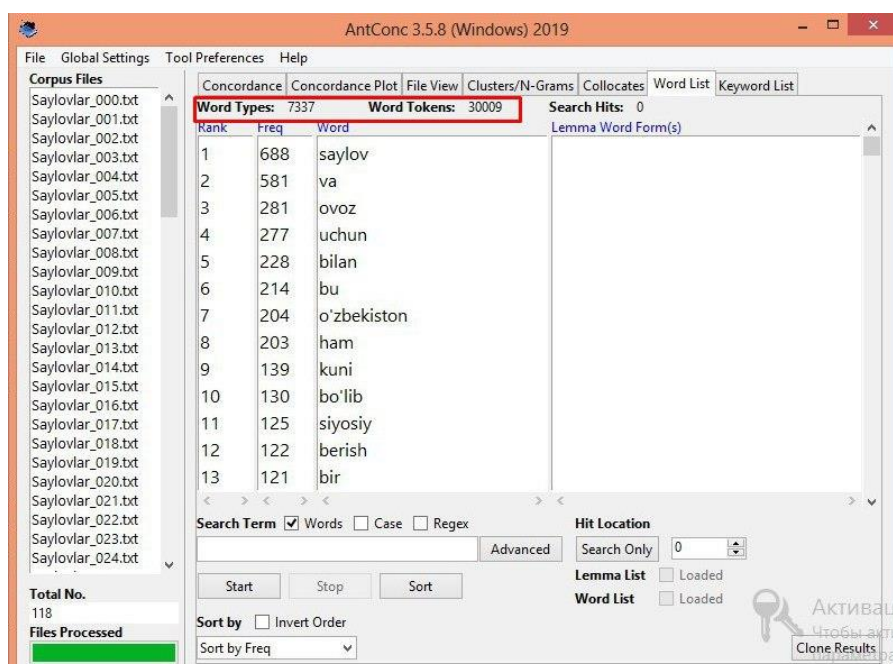 AntConc 3.5.8 (Windows) 2019
File Global Settings Tool Preferences Help
Corpus Files
Saylovlar_000.txt
Saylovlar_001.txt
Saylovlar_002.txt
Saylovlar_003.txt
Saylovlar_004.txt
Saylovlar_005.txt
Saylovlar_006.txt
Saylovlar_007.txt
Saylovlar_008.txt
Saylovlar_009.txt
Saylovlar_010.txt
Saylovlar_011.txt
Saylovlar_012.txt
Saylovlar_013.txt
Saylovlar_014.txt
Saylovlar_015.txt
Saylovlar_016.txt
Saylovlar_017.txt
Saylovlar_018.txt
Saylovlar_019.txt
Saylovlar_020.txt
Saylovlar_021.txt
Saylovlar_022.txt
Saylovlar_023.txt
Saylovlar_024.txt
Total No.
118
Files Processed
Concordance Concordance Plot File View Clusters/N-Grams Collocates Word List Keyword List
Word Types: 7337 Word Tokens: 30009 Search Hits: 0
Rank Freq Word Lemma Word Form(s)
1 688 saylov
2 581 va
3 281 ovoz
4 277 uchun
5 228 bilan
6 214 bu
7 204 o'zbekiston
8 203 ham
9 139 kuni
10 130 bo'lib
11 125 siyosiy
12 122 berish
13 121 bir
Search Term Words Case Regex Hit Location
Advanced Search Only 0
Lemma List Loaded
Start Stop Sort Word List Loaded
Sort by Invert Order
Sort by Freq Clone Results